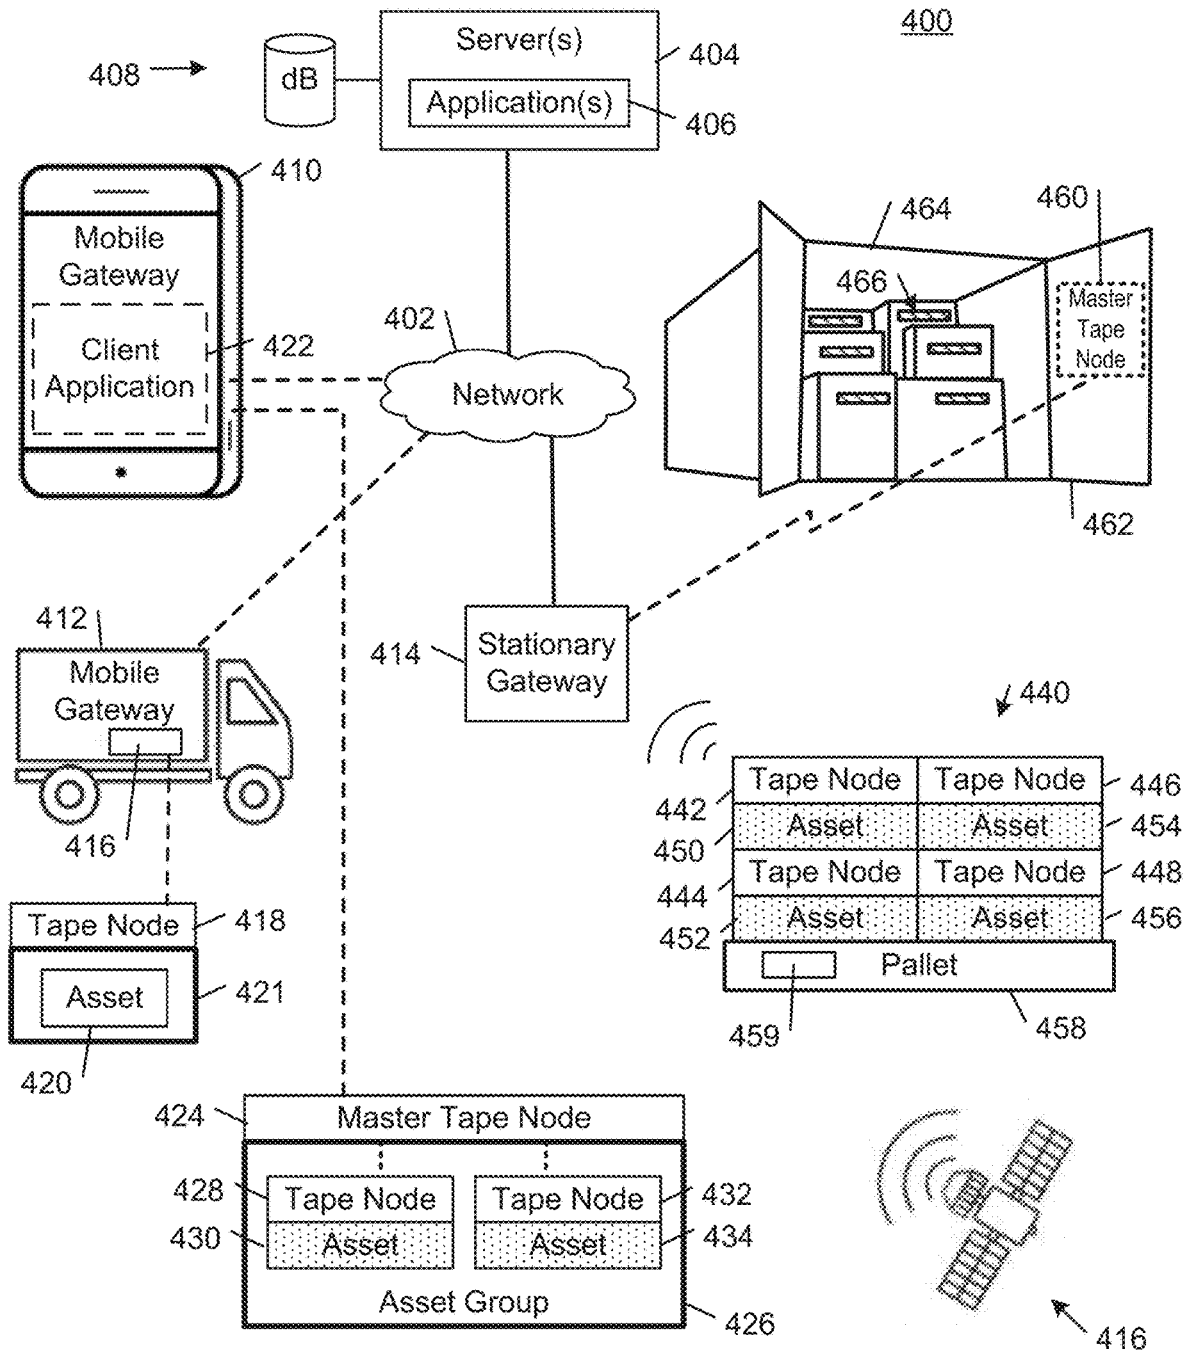 400
Server(s)
404
408
dB
Application(s)
406
410
Mobile
Gateway
Client
Application
422
402
Network
464
460
466
Master
Tape
Node
462
412
Mobile
Gateway
416
414
Stationary
Gateway
440
Tape Node
Tape Node
442
446
Asset
Asset
450
454
Tape Node
Tape Node
444
448
Asset
Asset
452
456
Pallet
459
458
Tape Node
418
Asset
421
420
424
Master Tape Node
428
Tape Node
Tape Node
432
430
Asset
Asset
434
Asset Group
426
416